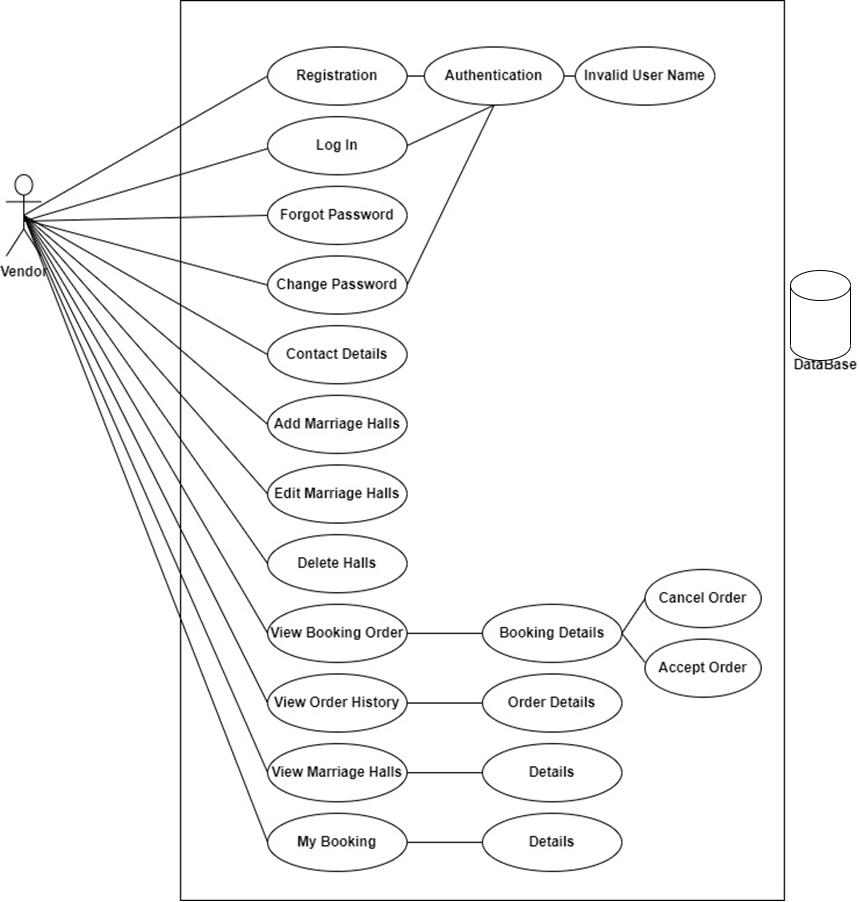 Registration
Authentication
Invalid User Name
Log In
Forgot Password
Vendor
Change Password
Contact Details
DataBase
Add Marriage Halls
Edit Marriage Halls
Delete Halls
Cancel Order
View Booking Order
Booking Details
Accept Order
View Order History
Order Details
View Marriage Halls
Details
My Booking
Details